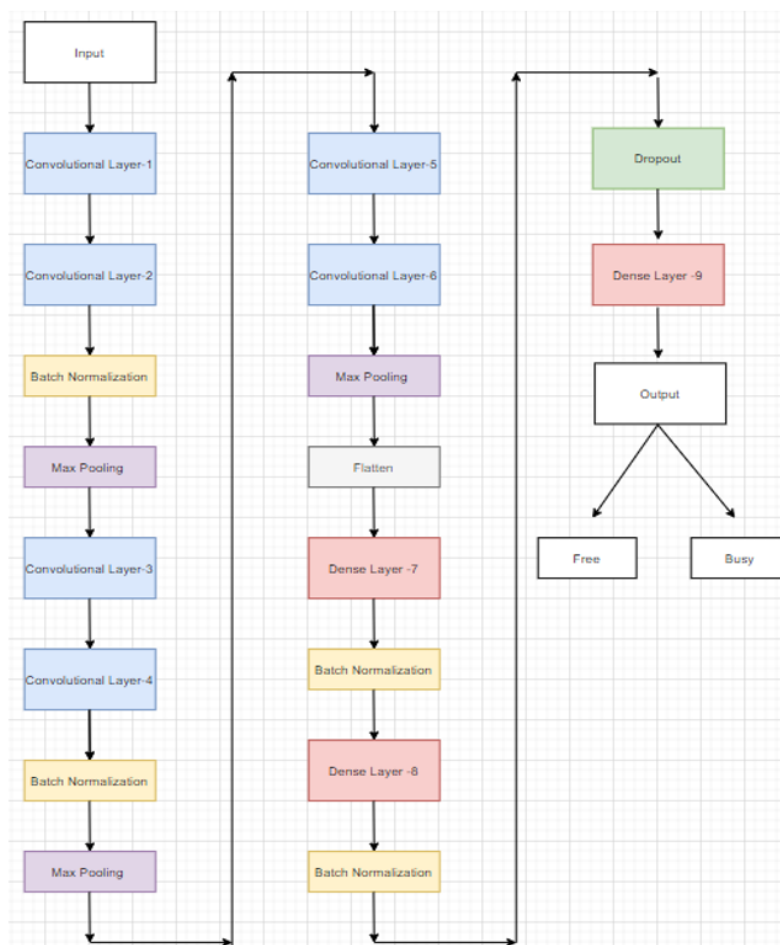 Input
Convolutional Layer-1
Convolutional Layer-2
Batch Normalization
Max Pooling
Convolutional Layer-3
Convolutional Layer-4
Batch Normalization
Max Pooling
Convolutional Layer-5
Convolutional Layer-6
Max Pooling
Flatten
Dense Layer -7
Batch Normalization
Dense Layer -8
Batch Normalization
Dropout
Dense Layer -9
Output
Free
Busy